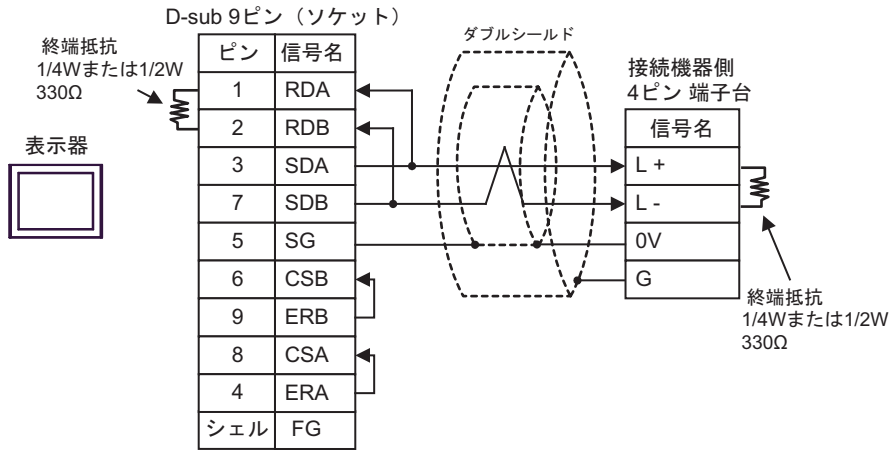 D-sub 9ピン（ソケット）
終端抵抗
1/4Wまたは1/2W
330Ω
表示器
ピン 信号名
1 RDA
2 RDB
3 SDA
7 SDB
5 SG
6 CSB
9 ERB
8 CSA
4 ERA
シェル FG
ダブルシールド
接続機器側
4ピン 端子台
信号名
L +
L -
0V
G
終端抵抗
1/4Wまたは1/2W
330Ω